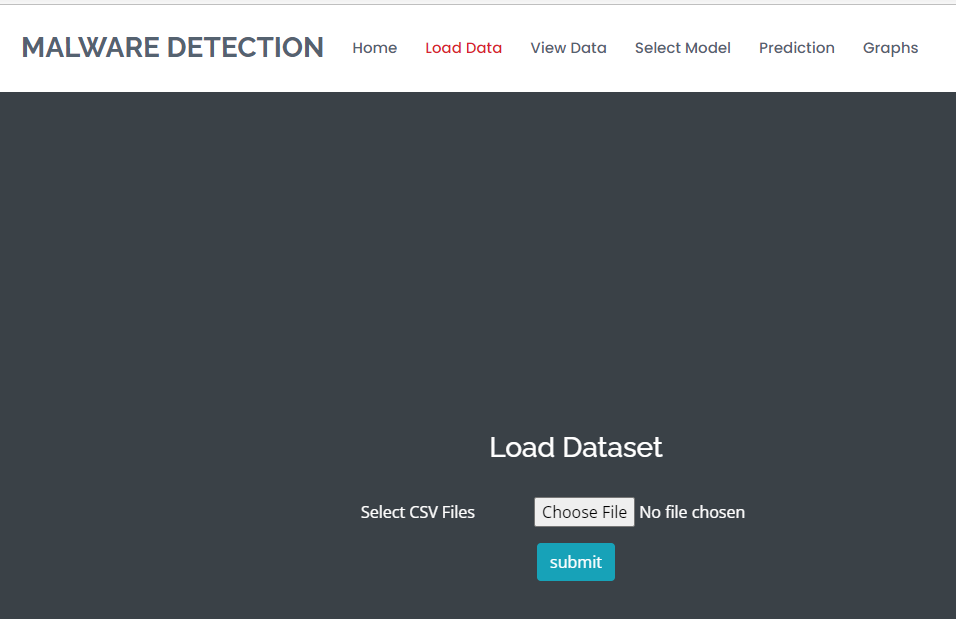 MALWARE DETECTION Home Load Data View Data Select Model Prediction Graphs
Load Dataset
Select CSV Files Choose File No file chosen
submit